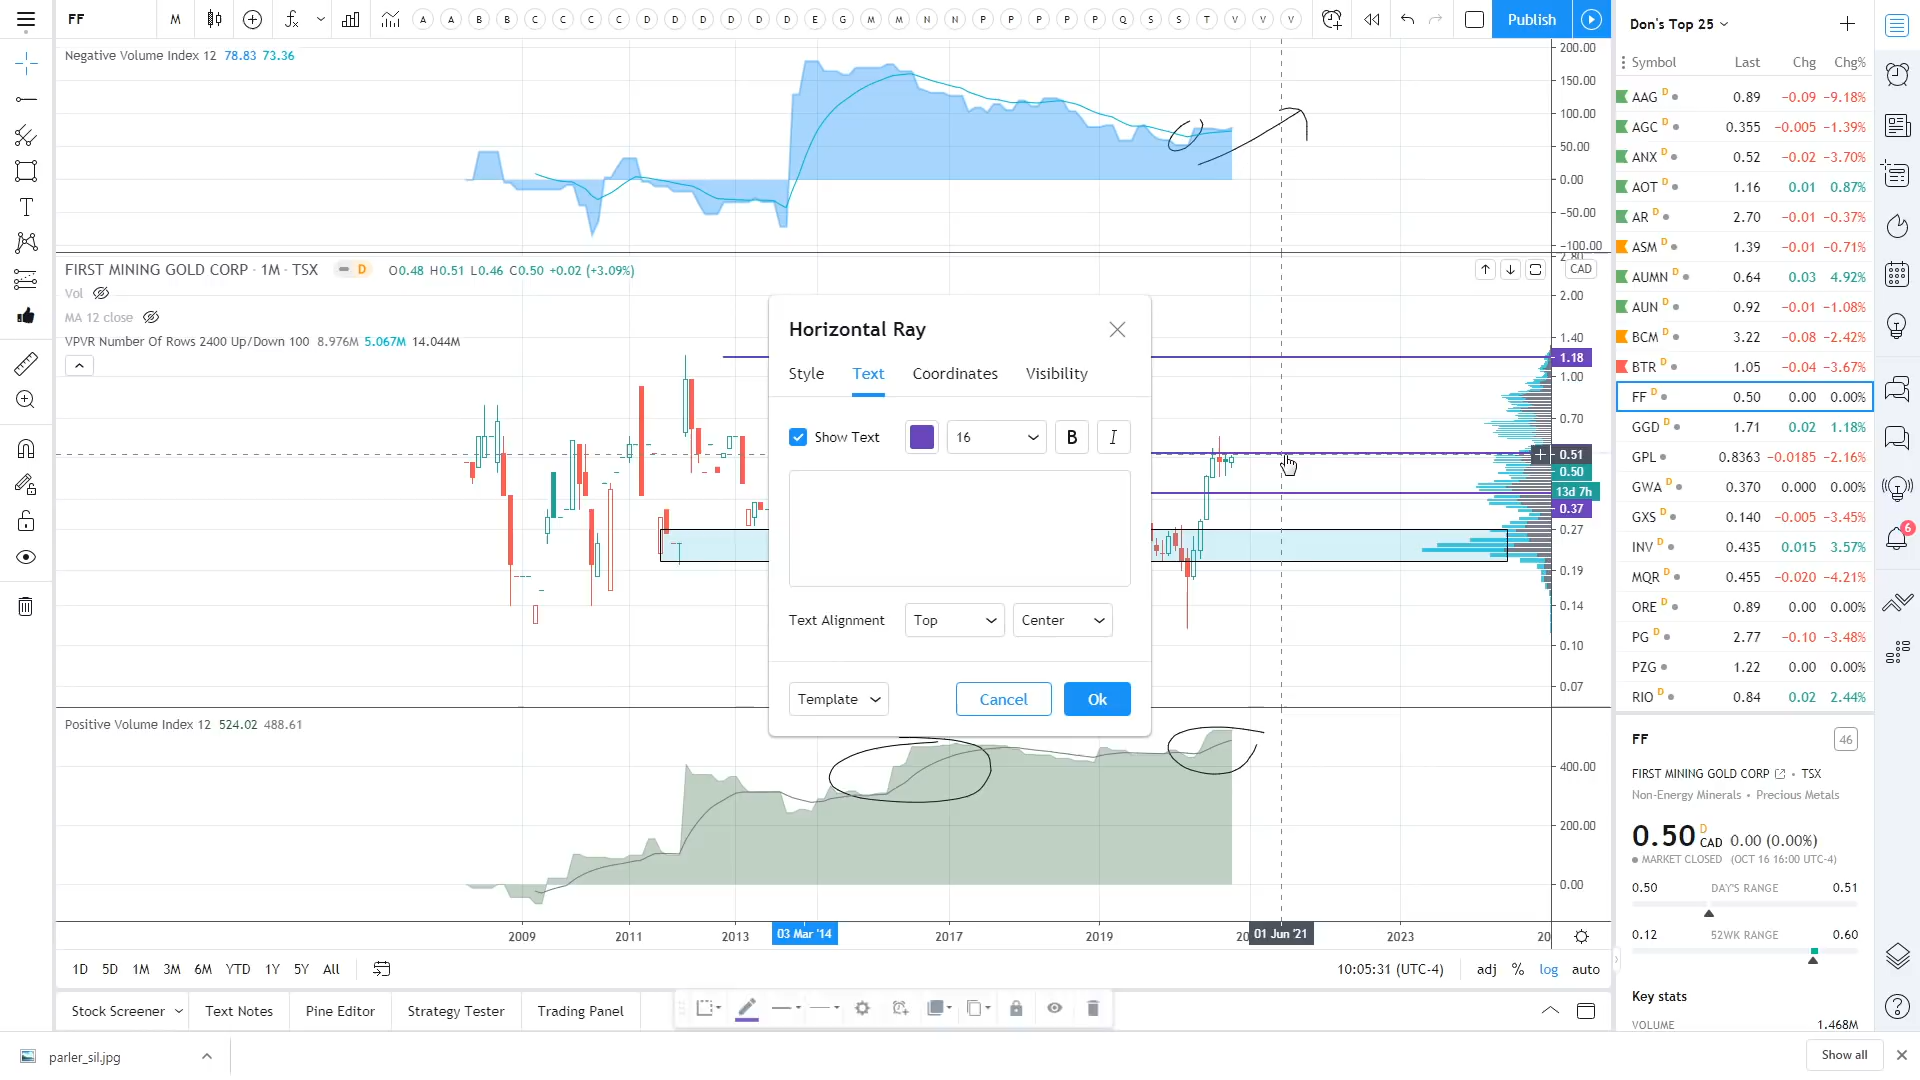 FF M A A B B C C C C D D D D D D E G M M N N P P P P P Q S S T V V V Publish
Don's Top 25
Negative Volume Index 12 78.83 73.36
200.00
150.00
100.00
50.00
0.00
−50.00
−100.00
FIRST MINING GOLD CORP · 1M · TSX D O0.48 H0.51 L0.46 C0.50 +0.02 (+3.09%)
Vol
MA 12 close
VPVR Number Of Rows 2400 Up/Down 100 8.976M 5.067M 14.044M
CAD
2.80
2.00
1.40
1.18
1.00
0.70
0.51
0.50
13d 7h
0.37
0.27
0.19
0.14
0.10
0.07
Horizontal Ray
Style Text Coordinates Visibility
Show Text 16 B I
Text Alignment Top Center
Template Cancel Ok
Positive Volume Index 12 524.02 488.61
400.00
200.00
0.00
2009 2011 2013 03 Mar '14 2017 2019 01 Jun '21 2023 20
1D 5D 1M 3M 6M YTD 1Y 5Y All 10:05:31 (UTC-4) adj % log auto
Stock Screener Text Notes Pine Editor Strategy Tester Trading Panel
parler_sil.jpg Show all
Symbol Last Chg Chg%
AAG D 0.89 −0.09 −9.18%
AGC D 0.355 −0.005 −1.39%
ANX D 0.52 −0.02 −3.70%
AOT D 1.16 0.01 0.87%
AR D 2.70 −0.01 −0.37%
ASM D 1.39 −0.01 −0.71%
AUMN D 0.64 0.03 4.92%
AUN D 0.92 −0.01 −1.08%
BCM D 3.22 −0.08 −2.42%
BTR D 1.05 −0.04 −3.67%
FF D 0.50 0.00 0.00%
GGD D 1.71 0.02 1.18%
GPL 0.8363 −0.0185 −2.16%
GWA D 0.370 0.000 0.00%
GXS D 0.140 −0.005 −3.45%
INV D 0.435 0.015 3.57%
MQR D 0.455 −0.020 −4.21%
ORE D 0.89 0.00 0.00%
PG D 2.77 −0.10 −3.48%
PZG 1.22 0.00 0.00%
RIO D 0.84 0.02 2.44%
FF 46
FIRST MINING GOLD CORP • TSX
Non-Energy Minerals • Precious Metals
0.50 D CAD 0.00 (0.00%)
MARKET CLOSED (OCT 16 16:00 UTC-4)
0.50 DAY'S RANGE 0.51
0.12 52WK RANGE 0.60
Key stats
VOLUME 1.468M
6